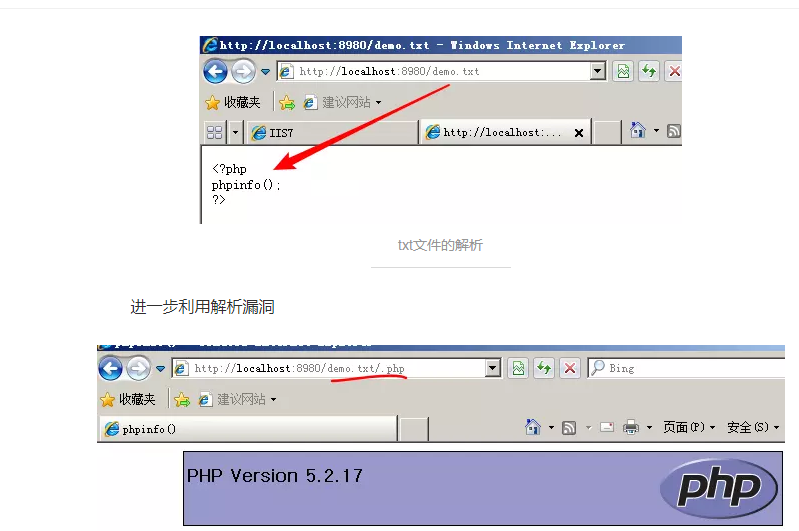 http://localhost:8980/demo.txt - Windows Internet Explorer
http://localhost:8980/demo.txt
收藏夹 建议网站
IIS7 http://localhost:...
<?php
phpinfo();
?>
txt文件的解析
进一步利用解析漏洞
http://localhost:8980/demo.txt/.php Bing
收藏夹 建议网站
phpinfo() 页面(P) 安全(S)
PHP Version 5.2.17 php